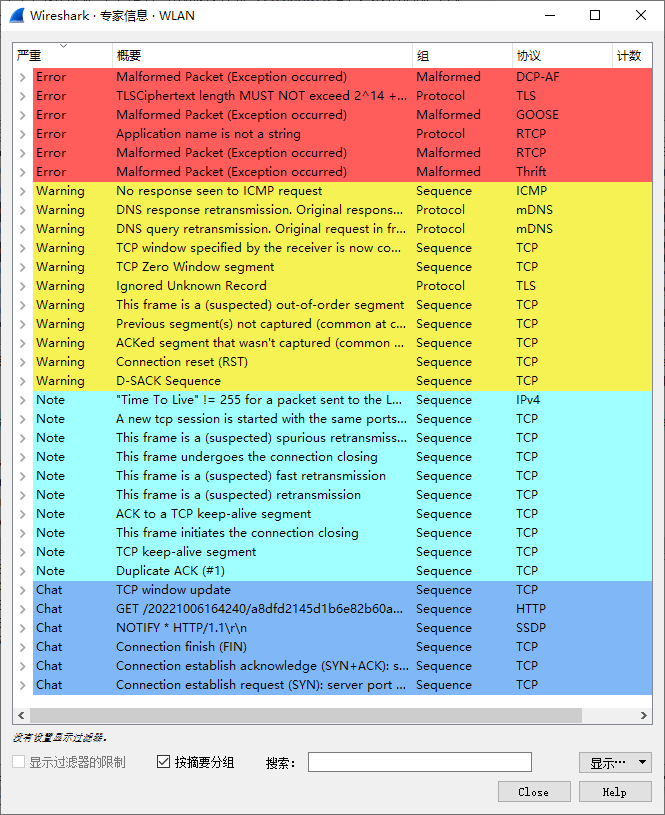 Wireshark · 专家信息 · WLAN
严重 概要 组 协议 计数
Error Malformed Packet (Exception occurred) Malformed DCP-AF
Error TLSCiphertext length MUST NOT exceed 2^14 +... Protocol TLS
Error Malformed Packet (Exception occurred) Malformed GOOSE
Error Application name is not a string Protocol RTCP
Error Malformed Packet (Exception occurred) Malformed RTCP
Error Malformed Packet (Exception occurred) Malformed Thrift
Warning No response seen to ICMP request Sequence ICMP
Warning DNS response retransmission. Original respons... Protocol mDNS
Warning DNS query retransmission. Original request in fr... Protocol mDNS
Warning TCP window specified by the receiver is now co... Sequence TCP
Warning TCP Zero Window segment Sequence TCP
Warning Ignored Unknown Record Protocol TLS
Warning This frame is a (suspected) out-of-order segment Sequence TCP
Warning Previous segment(s) not captured (common at c... Sequence TCP
Warning ACKed segment that wasn't captured (common ... Sequence TCP
Warning Connection reset (RST) Sequence TCP
Warning D-SACK Sequence Sequence TCP
Note "Time To Live" != 255 for a packet sent to the L... Sequence IPv4
Note A new tcp session is started with the same ports... Sequence TCP
Note This frame is a (suspected) spurious retransmiss... Sequence TCP
Note This frame undergoes the connection closing Sequence TCP
Note This frame is a (suspected) fast retransmission Sequence TCP
Note This frame is a (suspected) retransmission Sequence TCP
Note ACK to a TCP keep-alive segment Sequence TCP
Note This frame initiates the connection closing Sequence TCP
Note TCP keep-alive segment Sequence TCP
Note Duplicate ACK (#1) Sequence TCP
Chat TCP window update Sequence TCP
Chat GET /20221006164240/a8dfd2145d1b6e82b60a... Sequence HTTP
Chat NOTIFY * HTTP/1.1\r\n Sequence SSDP
Chat Connection finish (FIN) Sequence TCP
Chat Connection establish acknowledge (SYN+ACK): s... Sequence TCP
Chat Connection establish request (SYN): server port ... Sequence TCP
没有设置显示过滤器。
显示过滤器的限制 按摘要分组 搜索： 显示…
Close Help